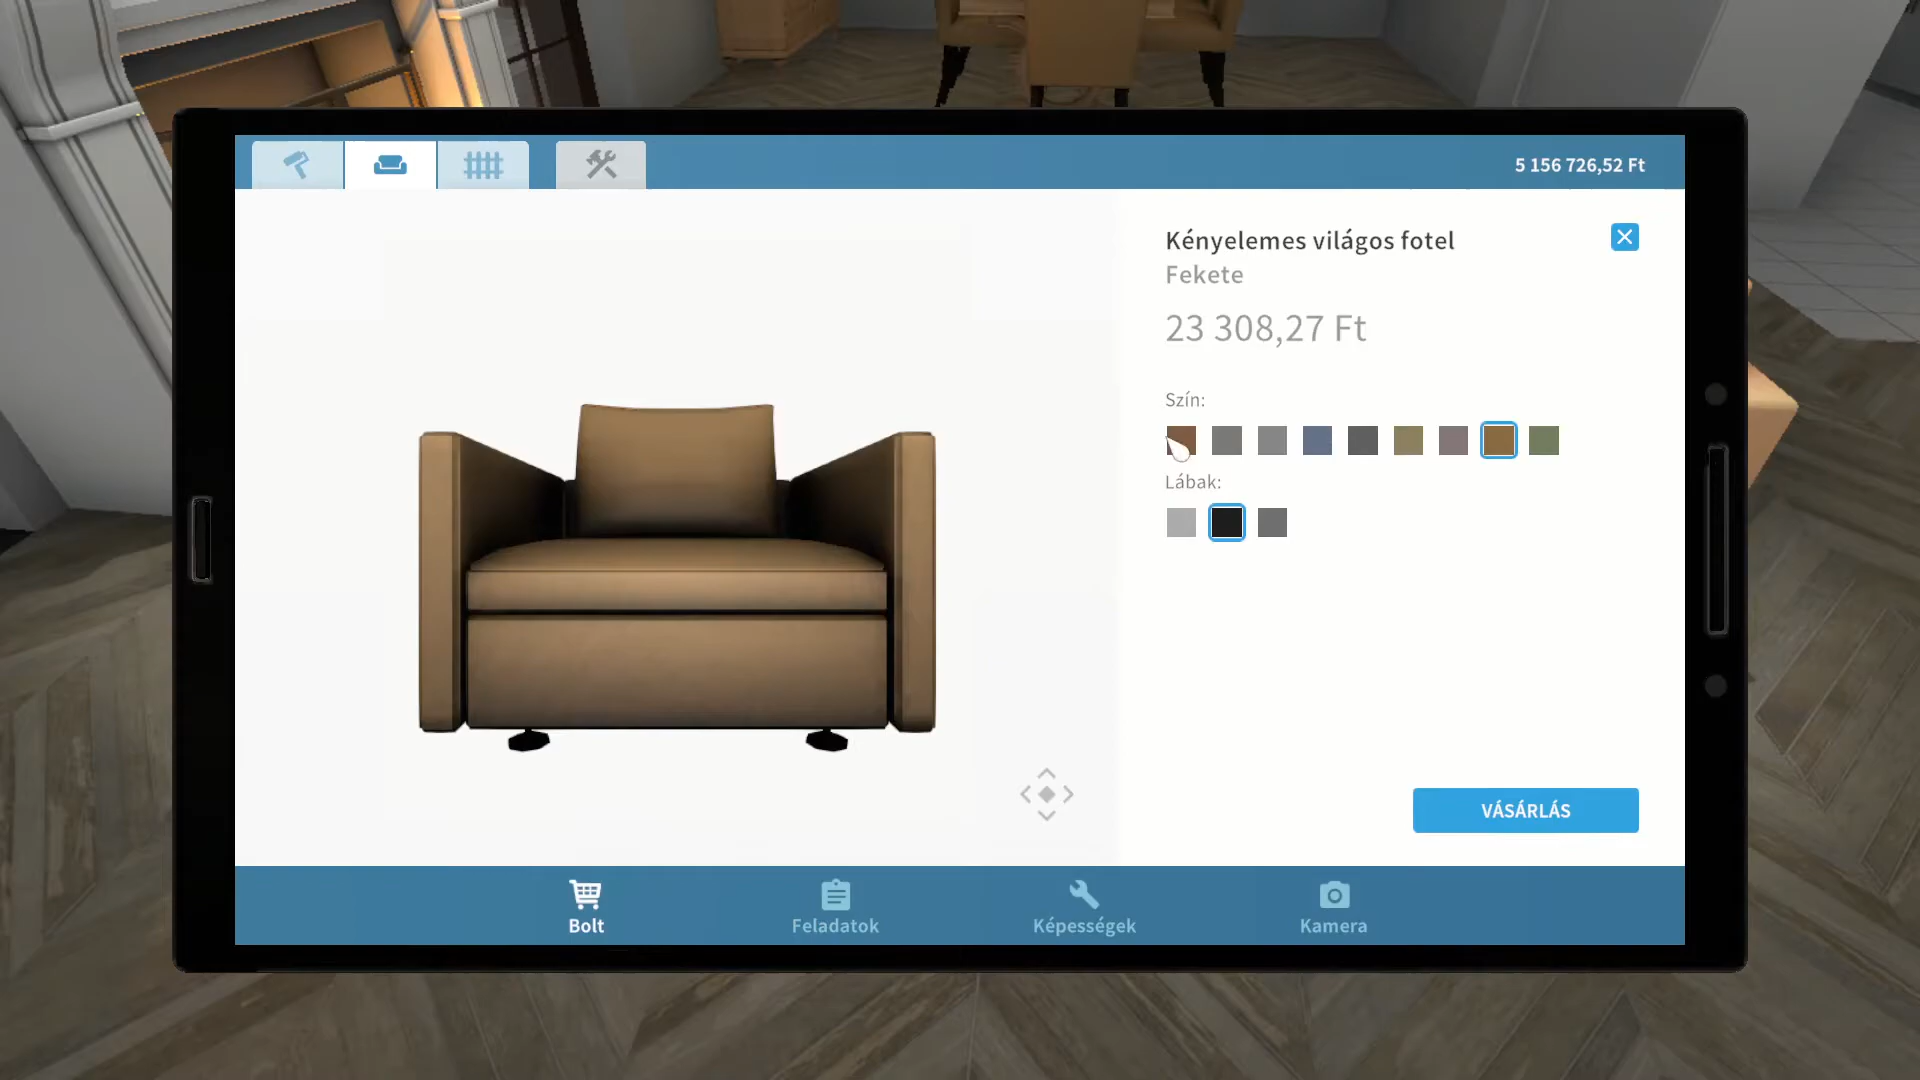 5 156 726,52 Ft
Kényelemes világos fotel
Fekete
23 308,27 Ft
Szín:
Lábak:
VÁSÁRLÁS
Bolt
Feladatok
Képességek
Kamera